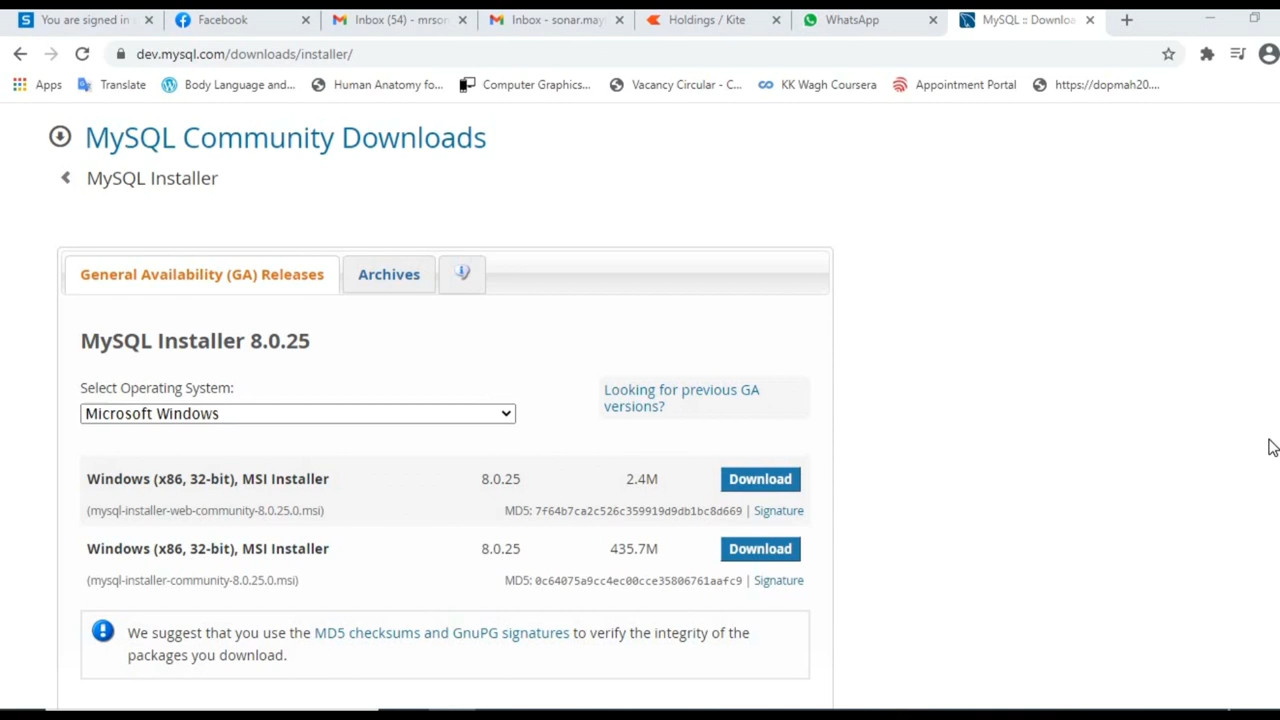 You are signed in
Facebook
Inbox (54) - mrson
Inbox - sonar.may
Holdings / Kite
WhatsApp
MySQL :: Downloa
dev.mysql.com/downloads/installer/
Apps
Translate
Body Language and...
Human Anatomy fo...
Computer Graphics...
Vacancy Circular - C...
KK Wagh Coursera
Appointment Portal
https://dopmah20....
MySQL Community Downloads
MySQL Installer
General Availability (GA) Releases
Archives
MySQL Installer 8.0.25
Select Operating System:
Looking for previous GA
versions?
Microsoft Windows
Windows (x86, 32-bit), MSI Installer 8.0.25 2.4M Download
(mysql-installer-web-community-8.0.25.0.msi) MD5: 7f64b7ca2c526c359919d9db1bc8d669 | Signature
Windows (x86, 32-bit), MSI Installer 8.0.25 435.7M Download
(mysql-installer-community-8.0.25.0.msi) MD5: 0c64075a9cc4ec00cce35806761aafc9 | Signature
We suggest that you use the MD5 checksums and GnuPG signatures to verify the integrity of the
packages you download.